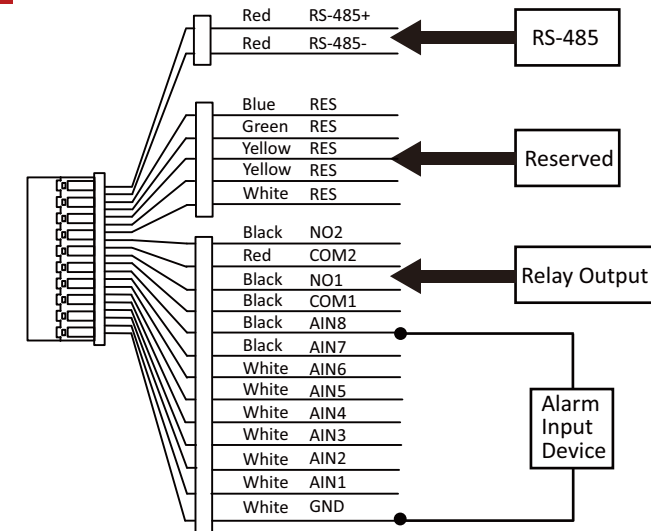 Red RS-485+
Red RS-485-
RS-485
Blue RES
Green RES
Yellow RES
Yellow RES
White RES
Reserved
Black NO2
Red COM2
Black NO1
Black COM1
Relay Output
Black AIN8
Black AIN7
White AIN6
White AIN5
White AIN4
White AIN3
White AIN2
White AIN1
White GND
Alarm
Input
Device